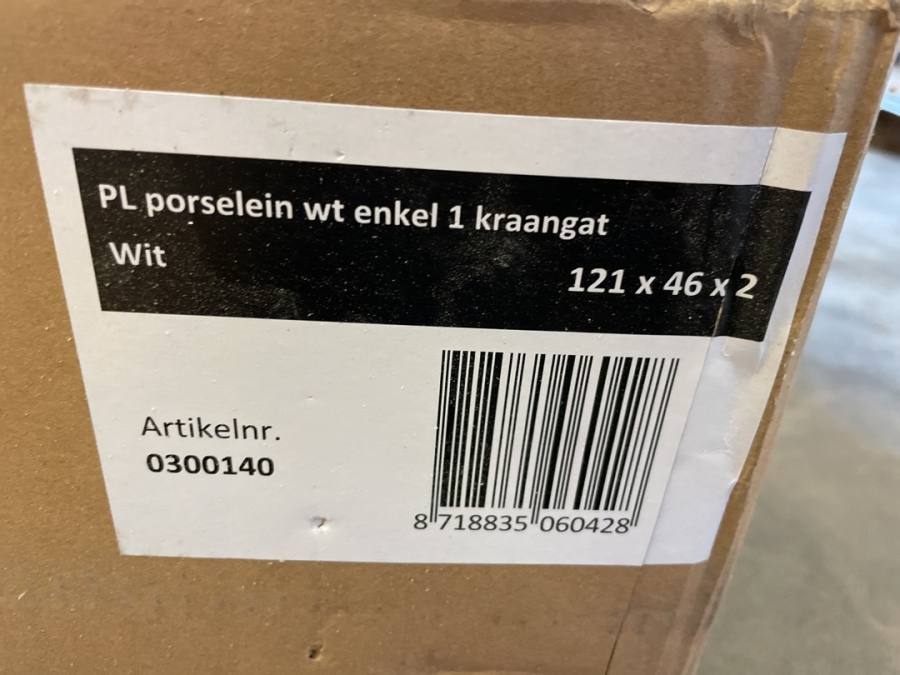 PL porselein wt enkel 1 kraangat
Wit
121 x 46 x 2
Artikelnr.
0300140
8 718835 060428